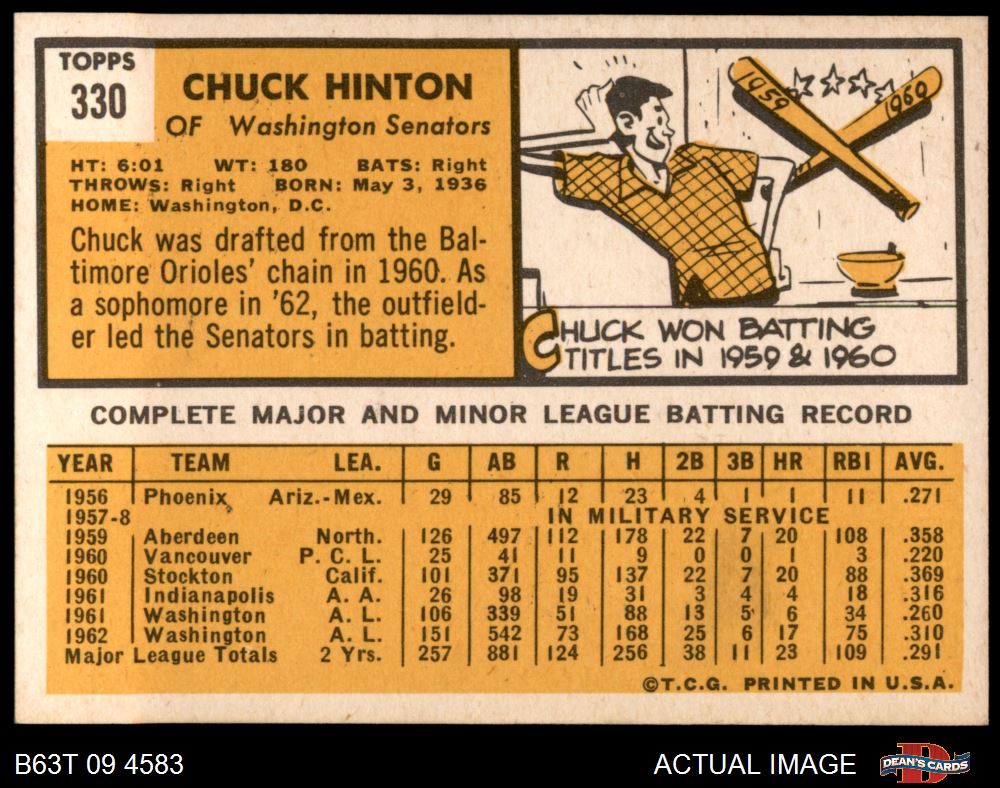 TOPPS
330
CHUCK HINTON
OF Washington Senators
HT: 6:01 WT: 180 BATS: Right
THROWS: Right BORN: May 3, 1936
HOME: Washington, D.C.
Chuck was drafted from the Bal-
timore Orioles' chain in 1960. As
a sophomore in '62, the outfield-
er led the Senators in batting.
1959
1960
CHUCK WON BATTING
TITLES IN 1959 & 1960
COMPLETE MAJOR AND MINOR LEAGUE BATTING RECORD
YEAR TEAM LEA. G AB R H 2B 3B HR RBI AVG.
1956 Phoenix Ariz.-Mex. 29 85 12 23 4 1 1 11 .271
1957-8 IN MILITARY SERVICE
1959 Aberdeen North. 126 497 112 178 22 7 20 108 .358
1960 Vancouver P. C. L. 25 41 11 9 0 0 1 3 .220
1960 Stockton Calif. 101 371 95 137 22 7 20 88 .369
1961 Indianapolis A. A. 26 98 19 31 3 4 4 18 .316
1961 Washington A. L. 106 339 51 88 13 5 6 34 .260
1962 Washington A. L. 151 542 73 168 25 6 17 75 .310
Major League Totals 2 Yrs. 257 881 124 256 38 11 23 109 .291
©T.C.G. PRINTED IN U.S.A.
B63T 09 4583 ACTUAL IMAGE DEAN'S CARDS